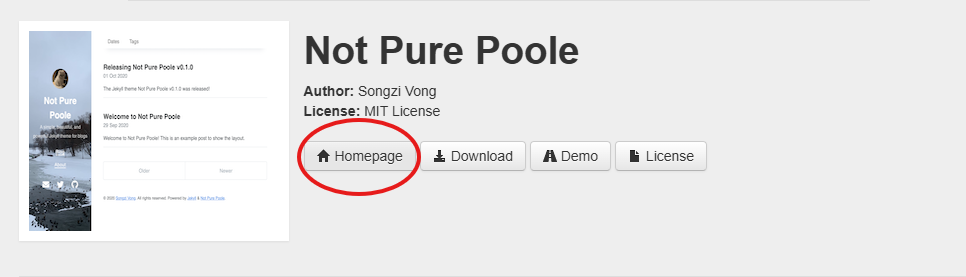 Not Pure Poole
Author: Songzi Vong
License: MIT License
Homepage Download Demo License
Dates Tags
Releasing Not Pure Poole v0.1.0
01 Oct 2020
The Jekyll theme Not Pure Poole v0.1.0 was released!
Welcome to Not Pure Poole
28 Sep 2020
Welcome to Not Pure Poole! This is an example post to show the layout.
Older Newer
© 2020 Songzi Vong. All rights reserved. Powered by Jekyll & Not Pure Poole.
Not Pure
Poole
A simple, beautiful, and
Jekyll theme for blogs
About